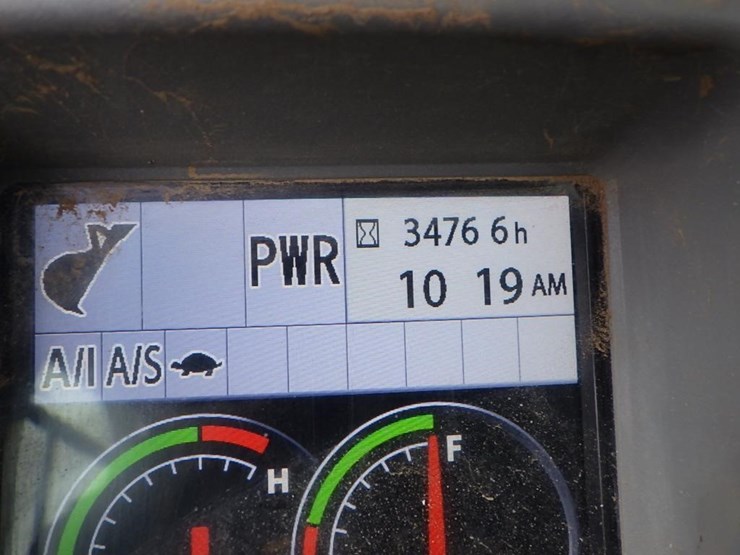 3476 6h
PWR
10 19 AM
A/I A/S
H
F